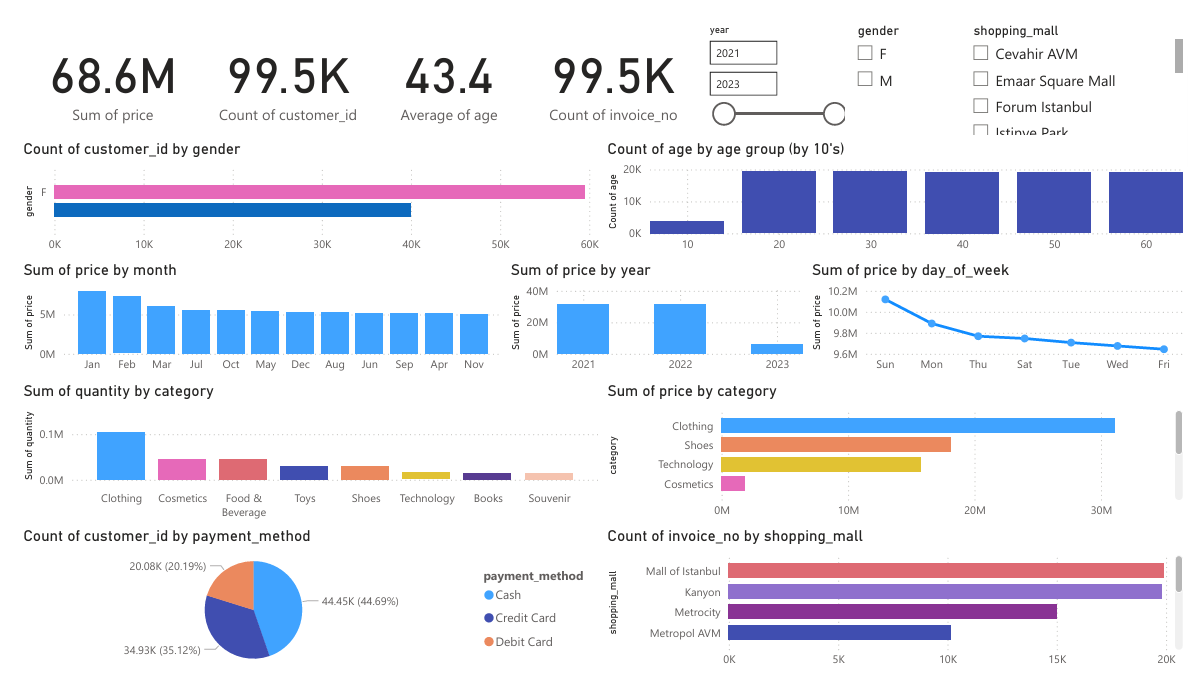 68.6M
Sum of price
99.5K
Count of customer_id
43.4
Average of age
99.5K
Count of invoice_no
year
2021
2023
gender
F
M
shopping_mall
Cevahir AVM
Emaar Square Mall
Forum Istanbul
Istinye Park
Count of customer_id by gender
gender
F
0K 10K 20K 30K 40K 50K 60K
Count of age by age group (by 10's)
Count of age
20K
10K
0K
10 20 30 40 50 60
Sum of price by month
Sum of price
5M
0M
Jan Feb Mar Jul Oct May Dec Aug Jun Sep Apr Nov
Sum of price by year
Sum of price
40M
20M
0M
2021 2022 2023
Sum of price by day_of_week
Sum of price
10.2M
10.0M
9.8M
9.6M
Sun Mon Thu Sat Tue Wed Fri
Sum of quantity by category
Sum of quantity
0.1M
0.0M
Clothing Cosmetics Food & Toys Shoes Technology Books Souvenir
Beverage
Sum of price by category
category
Clothing
Shoes
Technology
Cosmetics
0M 10M 20M 30M
Count of customer_id by payment_method
20.08K (20.19%)
44.45K (44.69%)
34.93K (35.12%)
payment_method
Cash
Credit Card
Debit Card
Count of invoice_no by shopping_mall
shopping_mall
Mall of Istanbul
Kanyon
Metrocity
Metropol AVM
0K 5K 10K 15K 20K